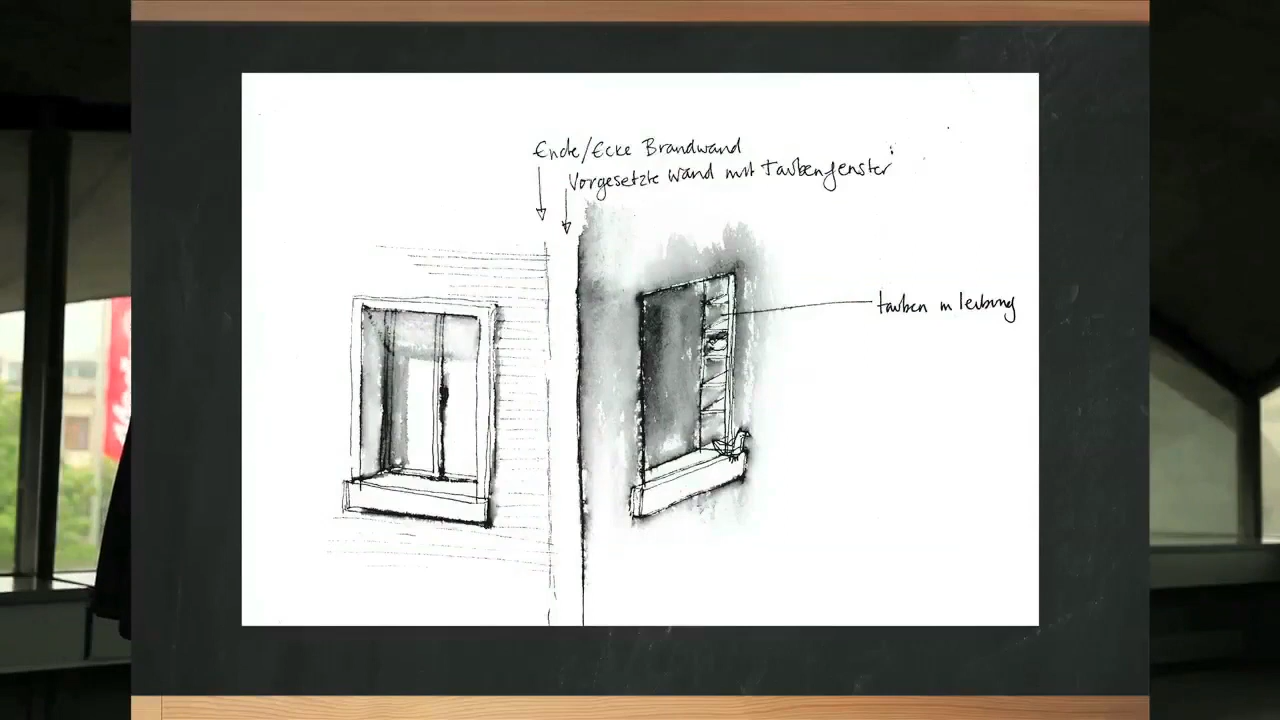 Ende/Ecke Brandwand
Vorgesetzte Wand mit Taubenfenster
tauben in leibung